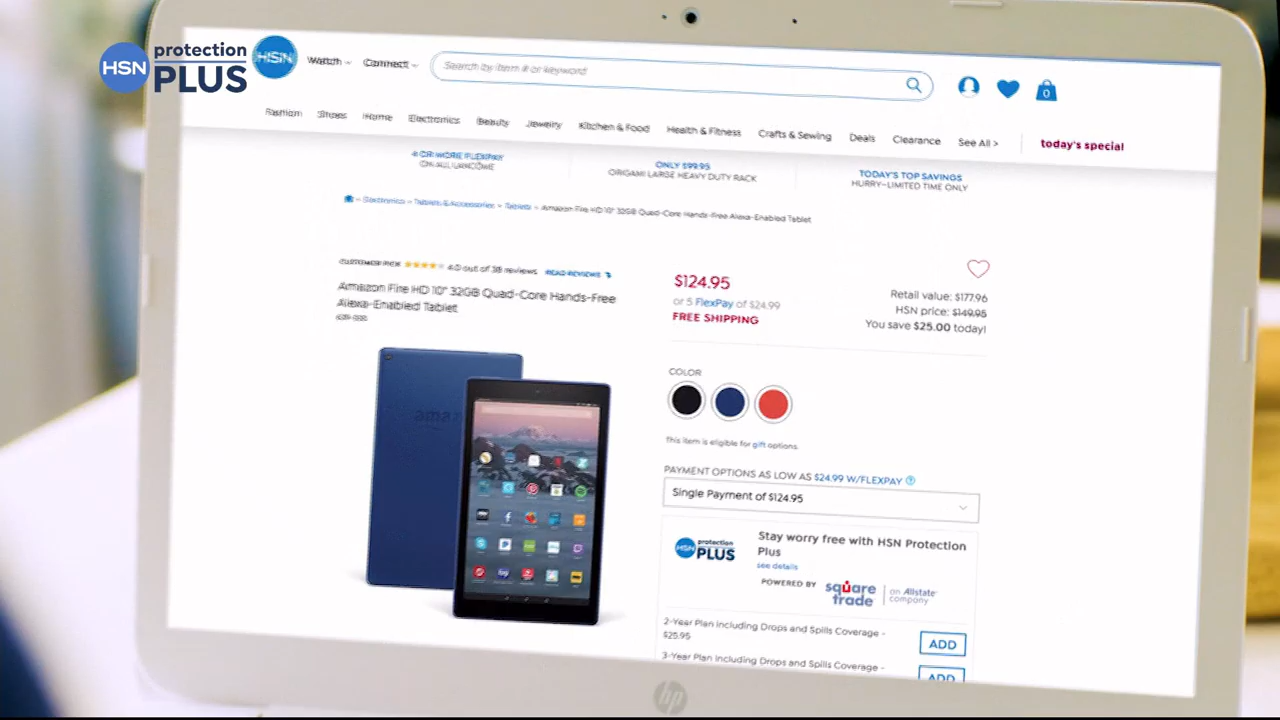 HSN protection PLUS
HSN Watch Connect Search by item # or keyword 0
Fashion Shoes Home Electronics Beauty Jewelry Kitchen & Food Health & Fitness Crafts & Sewing Deals Clearance See All > today's special
4 OR MORE FLEXPAY
ON ALL LANCOME
ONLY $99.95
ORIGAMI LARGE HEAVY DUTY RACK
TODAY'S TOP SAVINGS
HURRY-LIMITED TIME ONLY
Electronics Tablets & Accessories Tablets Amazon Fire HD 10" 32GB Quad-Core Hands-Free Alexa-Enabled Tablet
CUSTOMER PICK 4.0 out of 38 reviews READ REVIEWS
Amazon Fire HD 10" 32GB Quad-Core Hands-Free
Alexa-Enabled Tablet
$124.95
or 5 FlexPay of $24.99
FREE SHIPPING
Retail value: $177.96
HSN price: $149.95
You save $25.00 today!
COLOR
This item is eligible for gift options.
PAYMENT OPTIONS AS LOW AS $24.99 W/FLEXPAY ?
Single Payment of $124.95
HSN protection PLUS
Stay worry free with HSN Protection
Plus
see details
POWERED BY square trade an Allstate company
2-Year Plan Including Drops and Spills Coverage -
$25.95
ADD
3-Year Plan Including Drops and Spills Coverage -
ADD
amaz
hp